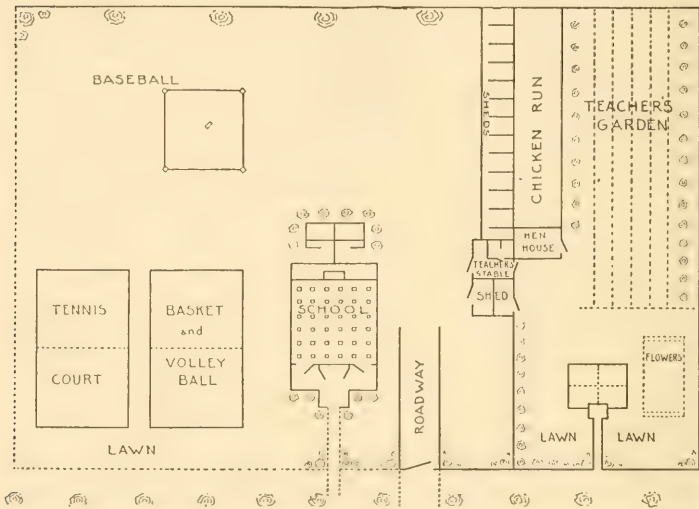 BASEBALL
SHEDS
CHICKEN RUN
TEACHER'S
GARDEN
HEN
HOUSE
TEACHERS
STABLE
SHED
TENNIS
COURT
BASKET
and
VOLLEY
BALL
SCHOOL
ROADWAY
FLOWERS
LAWN
LAWN
LAWN